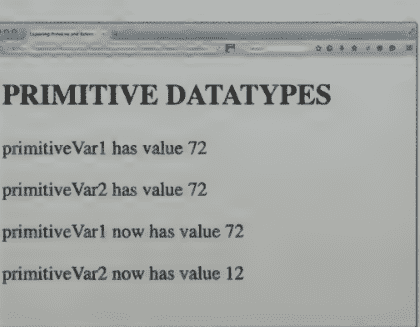 PRIMITIVE DATATYPES
primitiveVar1 has value 72
primitiveVar2 has value 72
primitiveVar1 now has value 72
primitiveVar2 now has value 12